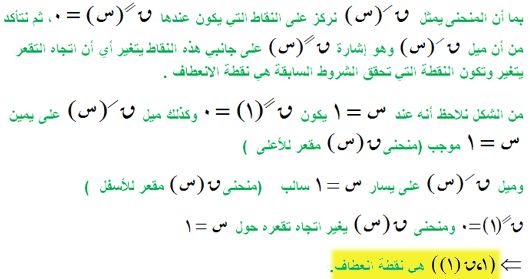 بما أن المنحنى يمثل ق′(س) نركز على النقاط التي يكون عندها ق″(س) = ٠ ، ثم نتأكد
من أن ميل ق′(س) وهو إشارة ق″(س) على جانبي هذه النقاط يتغير أي أن اتجاه التقعر
يتغير وتكون النقطة التي تحقق الشروط السابقة هي نقطة الانعطاف .
من الشكل نلاحظ أنه عند س = ١ يكون ق″(١) = ٠ وكذلك ميل ق′(س) على يمين
س = ١ موجب ( منحنى ق(س) مقعر للأعلى )
وميل ق′(س) على يسار س = ١ سالب ( منحنى ق(س) مقعر للأسفل )
ق″(١) = ٠ ومنحنى ق(س) يغير اتجاه تقعره حول س = ١
⇐ (١، ق(١)) هي نقطة انعطاف .